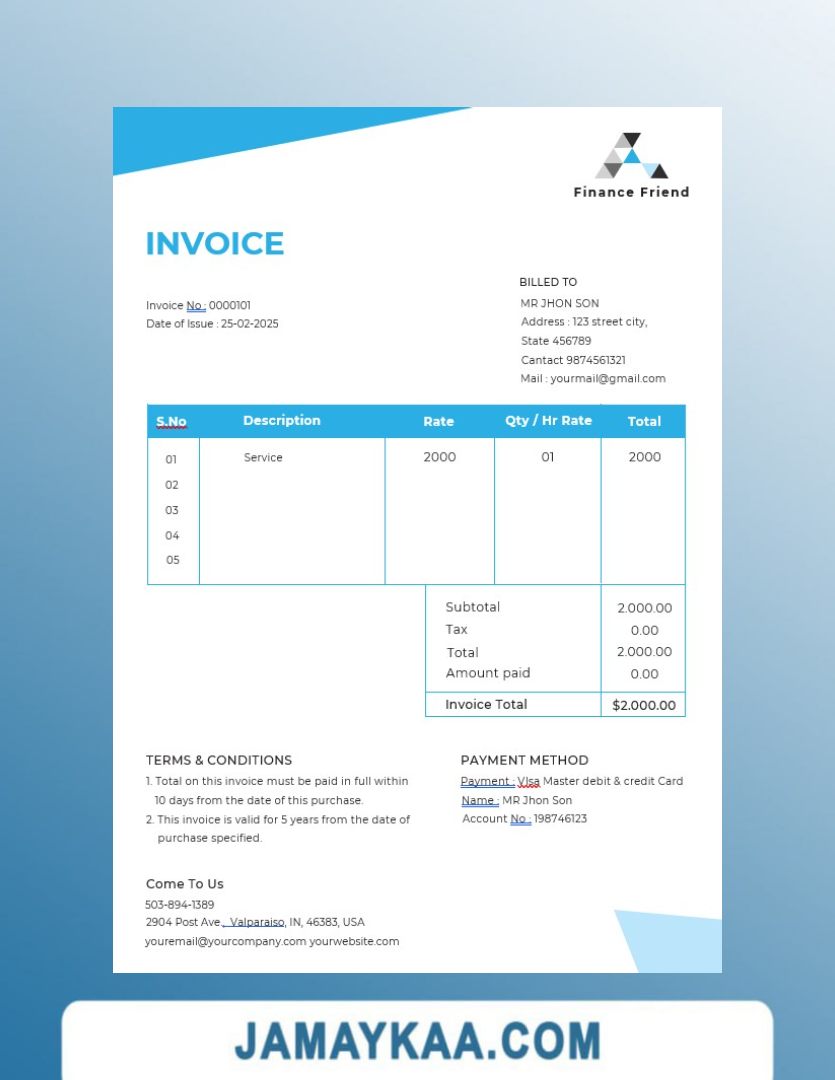 Finance Friend
INVOICE
BILLED TO
Invoice No : 0000101
Date of Issue : 25-02-2025
MR JHON SON
Address : 123 street city,
State 456789
Cantact 9874561321
Mail : yourmail@gmail.com
S.No Description Rate Qty / Hr Rate Total
01 Service 2000 01 2000
02
03
04
05
Subtotal 2.000.00
Tax 0.00
Total 2.000.00
Amount paid 0.00
Invoice Total $2.000.00
TERMS & CONDITIONS
1. Total on this invoice must be paid in full within
10 days from the date of this purchase.
2. This invoice is valid for 5 years from the date of
purchase specified.
PAYMENT METHOD
Payment : VIsa Master debit & credit Card
Name : MR Jhon Son
Account No : 198746123
Come To Us
503-894-1389
2904 Post Ave., Valparaiso, IN, 46383, USA
youremail@yourcompany.com yourwebsite.com
JAMAYKAA.COM